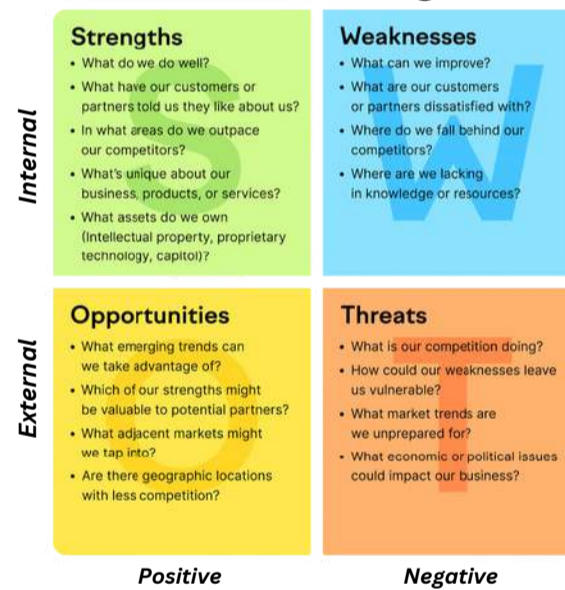 Strengths
• What do we do well?
• What have our customers or
partners told us they like about us?
• In what areas do we outpace
our competitors?
• What's unique about our
business, products, or services?
• What assets do we own
(Intellectual property, proprietary
technology, capitol)?
Weaknesses
• What can we improve?
• What are our customers
or partners dissatisfied with?
• Where do we fall behind our
competitors?
• Where are we lacking
in knowledge or resources?
Internal
S
W
Opportunities
• What emerging trends can
we take advantage of?
• Which of our strengths might
be valuable to potential partners?
• What adjacent markets might
we tap into?
• Are there geographic locations
with less competition?
Threats
• What is our competition doing?
• How could our weaknesses leave
us vulnerable?
• What market trends are
we unprepared for?
• What economic or political issues
could impact our business?
External
O
T
Positive
Negative